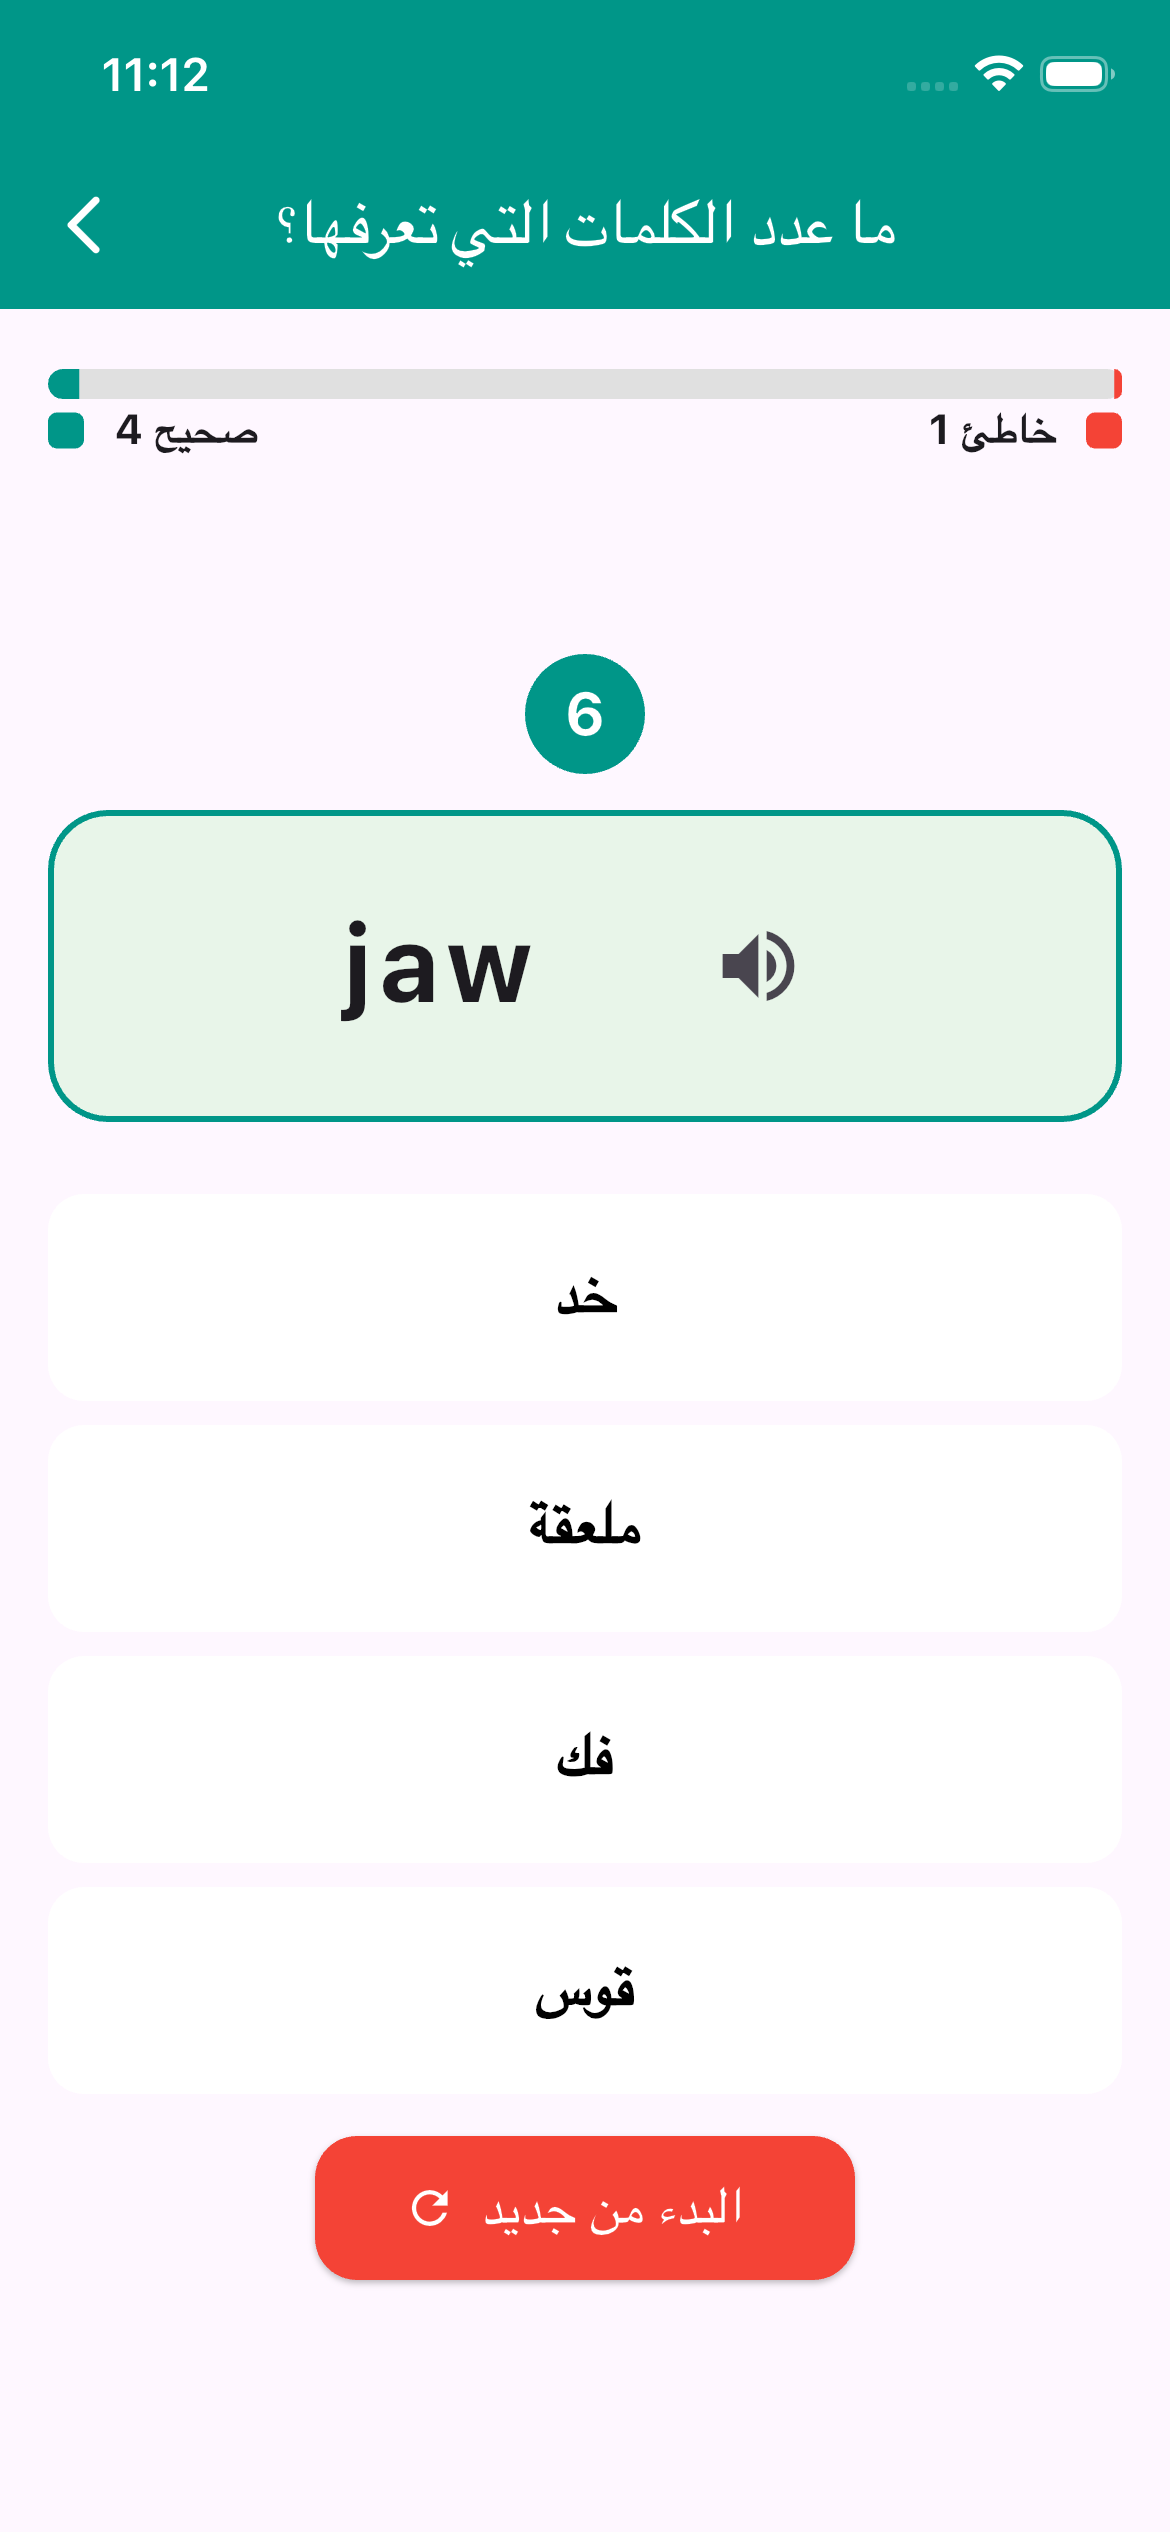 11:12
ما عدد الكلمات التي تعرفها؟
صحيح 4
خاطئ 1
6
jaw
خد
ملعقة
فك
قوس
البدء من جديد